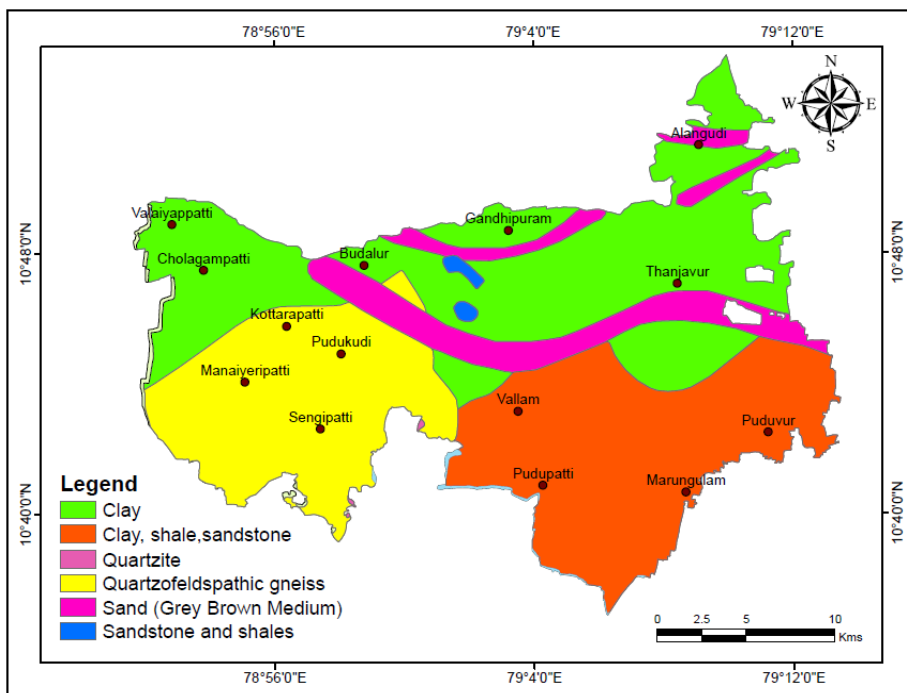 78°56'0"E 79°4'0"E 79°12'0"E
N
W E
S
Alangudi
Valaiyappatti
Gandhipuram
10°48'0"N 10°48'0"N
Budalur
Cholagampatti
Thanjavur
Kottarapatti
Pudukudi
Manaiyeripatti
Vallam
Sengipatti
Puduvur
Pudupatti
Marungulam
10°40'0"N 10°40'0"N
Legend
Clay
Clay, shale,sandstone
Quartzite
Quartzofeldspathic gneiss
Sand (Grey Brown Medium)
Sandstone and shales
0 2.5 5 10
Kms
78°56'0"E 79°4'0"E 79°12'0"E